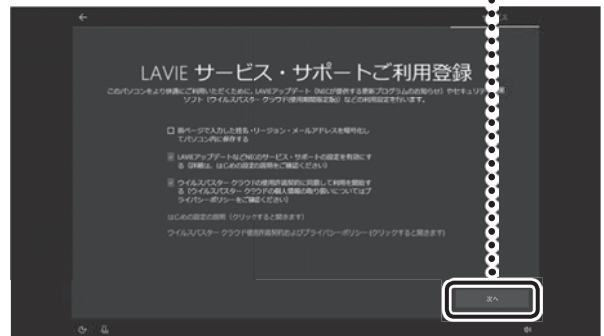 LAVIE サービス・サポートご利用登録
このパソコンをより快適にご利用いただくために、LAVIEアップデート（NECが提供する更新プログラムのお知らせ）やセキュリティ
ソフト（ウイルスバスター クラウド使用期間限定版）などの利用設定を行います。
前ページで入力した姓名・リージョン・メールアドレスを暗号化し
てパソコン内に保存する
LAVIEアップデートなどNECのサービス・サポートの設定を有効にす
る（詳細は、はじめの設定の説明をご確認ください）
ウイルスバスター クラウドの使用許諾契約に同意して利用を開始す
る（ウイルスバスター クラウドの個人情報の取り扱いについてはプ
ライバシーポリシーをご確認ください）
はじめの設定の説明（クリックすると開きます）
ウイルスバスター クラウド使用許諾契約およびプライバシーポリシー（クリックすると開きます）
次へ